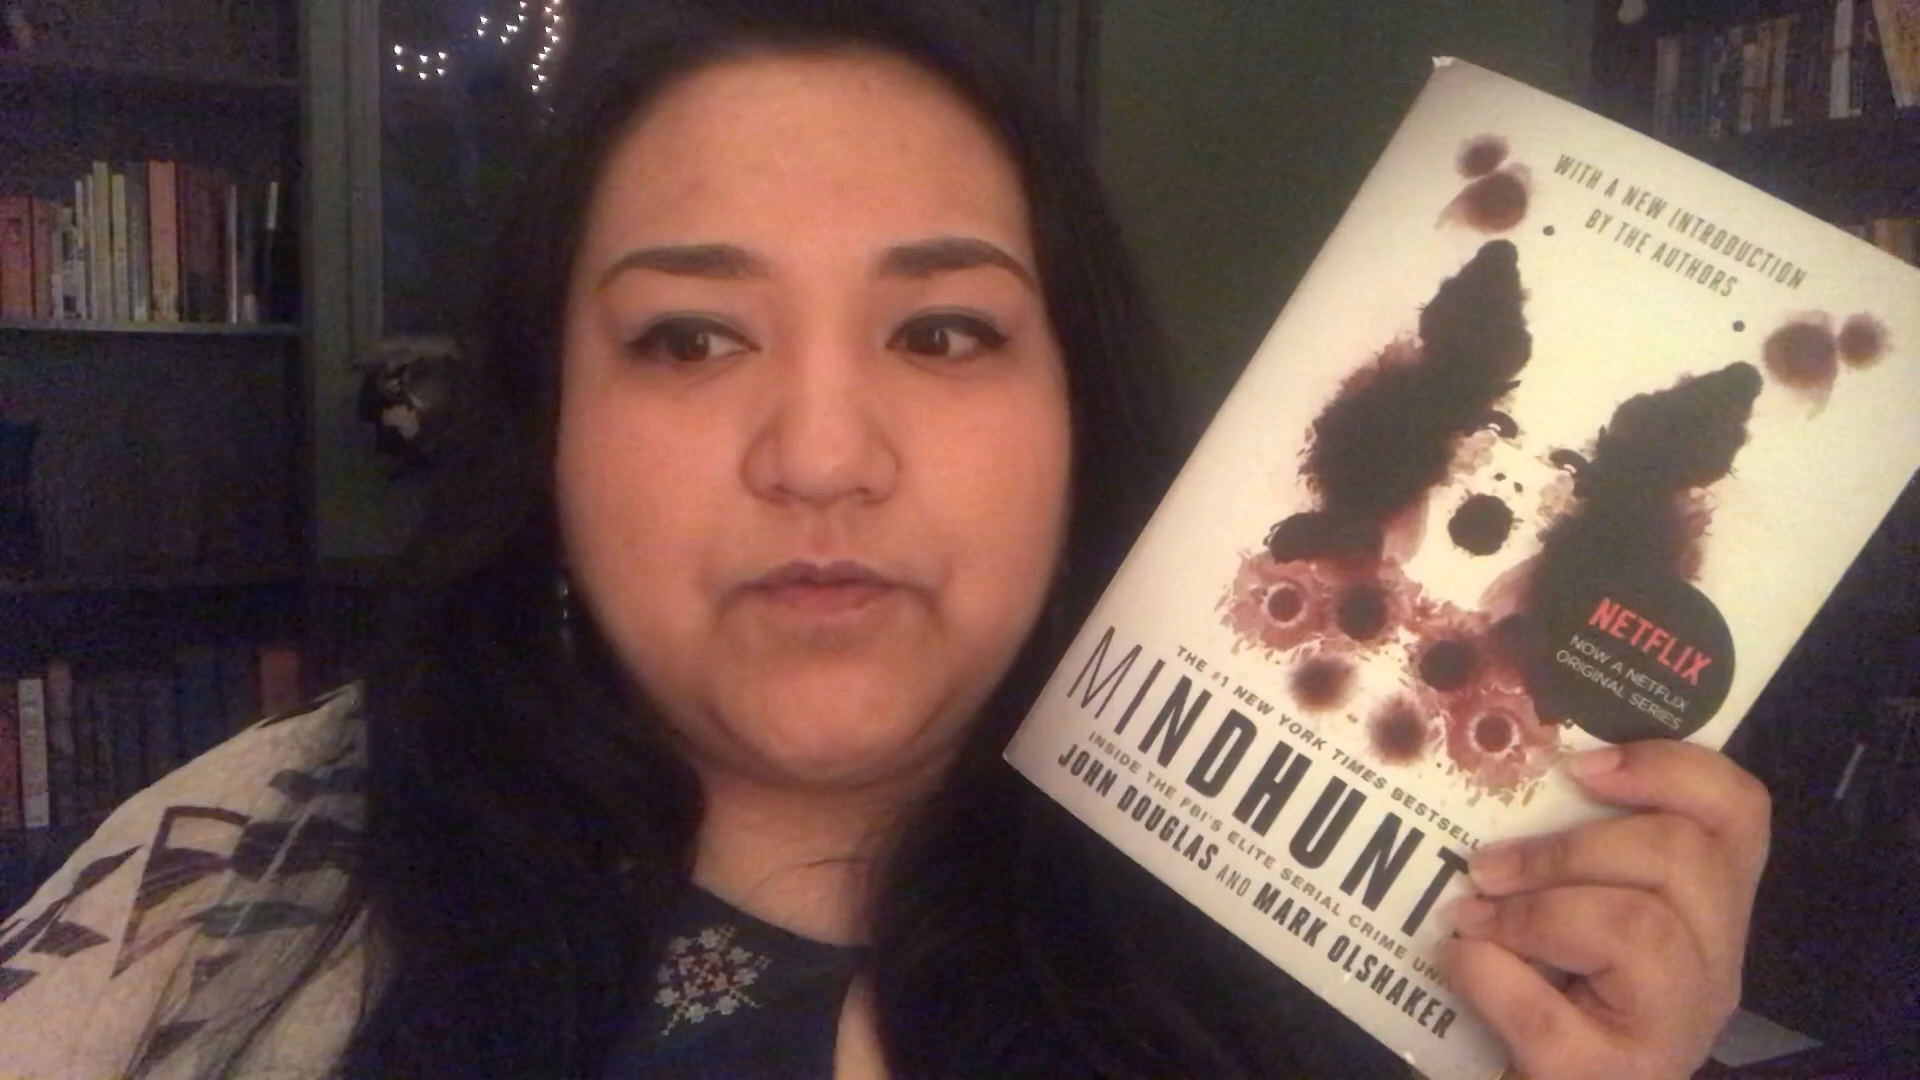 WITH A NEW INTRODUCTION
BY THE AUTHORS
NETFLIX
NOW A NETFLIX
ORIGINAL SERIES
THE #1 NEW YORK TIMES BESTSELL
MINDHUNT
INSIDE THE FBI'S ELITE SERIAL CRIME UN
JOHN DOUGLAS AND MARK OLSHAKER